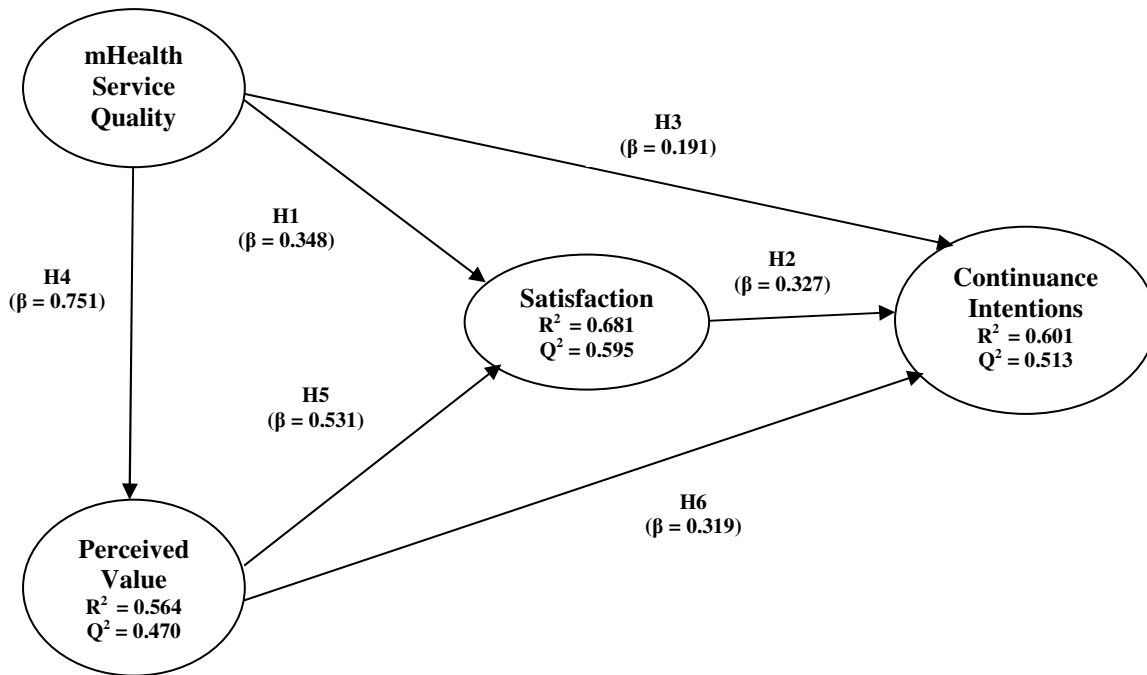 mHealth
Service
Quality
H3
(β = 0.191)
H1
(β = 0.348)
H4
(β = 0.751)
H2
(β = 0.327)
Satisfaction
R² = 0.681
Q² = 0.595
Continuance
Intentions
R² = 0.601
Q² = 0.513
H5
(β = 0.531)
H6
(β = 0.319)
Perceived
Value
R² = 0.564
Q² = 0.470